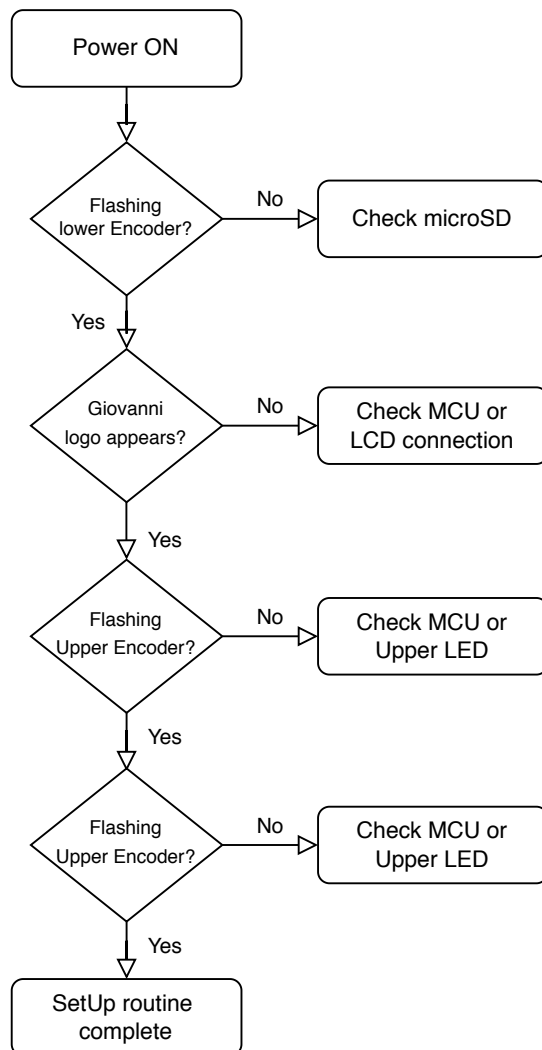 Power ON
Flashing
lower Encoder?
No
Check microSD
Yes
Giovanni
logo appears?
No
Check MCU or
LCD connection
Yes
Flashing
Upper Encoder?
No
Check MCU or
Upper LED
Yes
Flashing
Upper Encoder?
No
Check MCU or
Upper LED
Yes
SetUp routine
complete